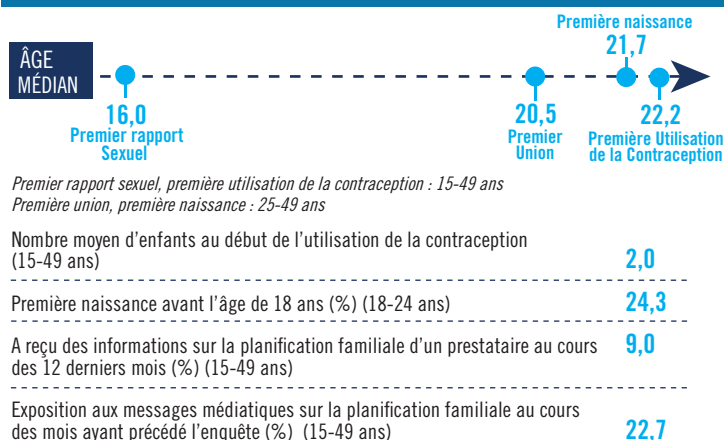 Première naissance
21,7
ÂGE
MÉDIAN
16,0
Premier rapport
Sexuel
20,5
Premier
Union
22,2
Première Utilisation
de la Contraception
Premier rapport sexuel, première utilisation de la contraception : 15-49 ans
Première union, première naissance : 25-49 ans
Nombre moyen d'enfants au début de l'utilisation de la contraception
(15-49 ans) 2,0
Première naissance avant l'âge de 18 ans (%) (18-24 ans) 24,3
A reçu des informations sur la planification familiale d'un prestataire au cours 9,0
des 12 derniers mois (%) (15-49 ans)
Exposition aux messages médiatiques sur la planification familiale au cours
des mois ayant précédé l'enquête (%) (15-49 ans) 22,7